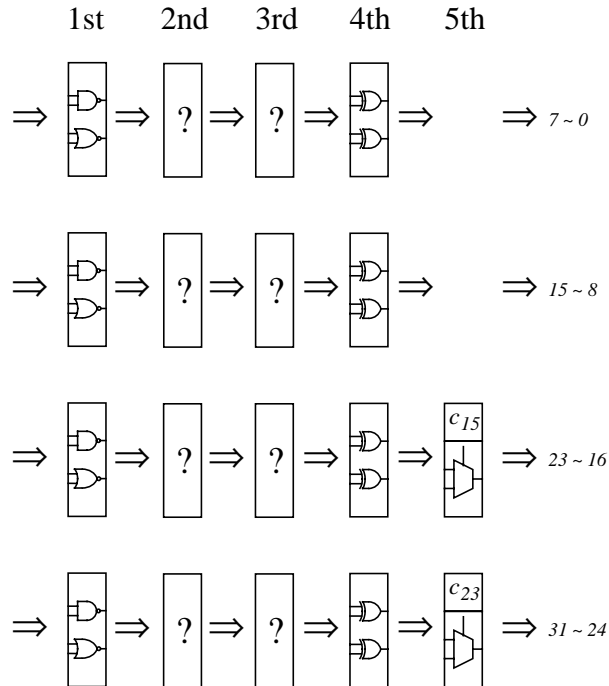 1st 2nd 3rd 4th 5th
? ? 7 ~ 0
? ? 15 ~ 8
c15
? ? 23 ~ 16
c23
? ? 31 ~ 24